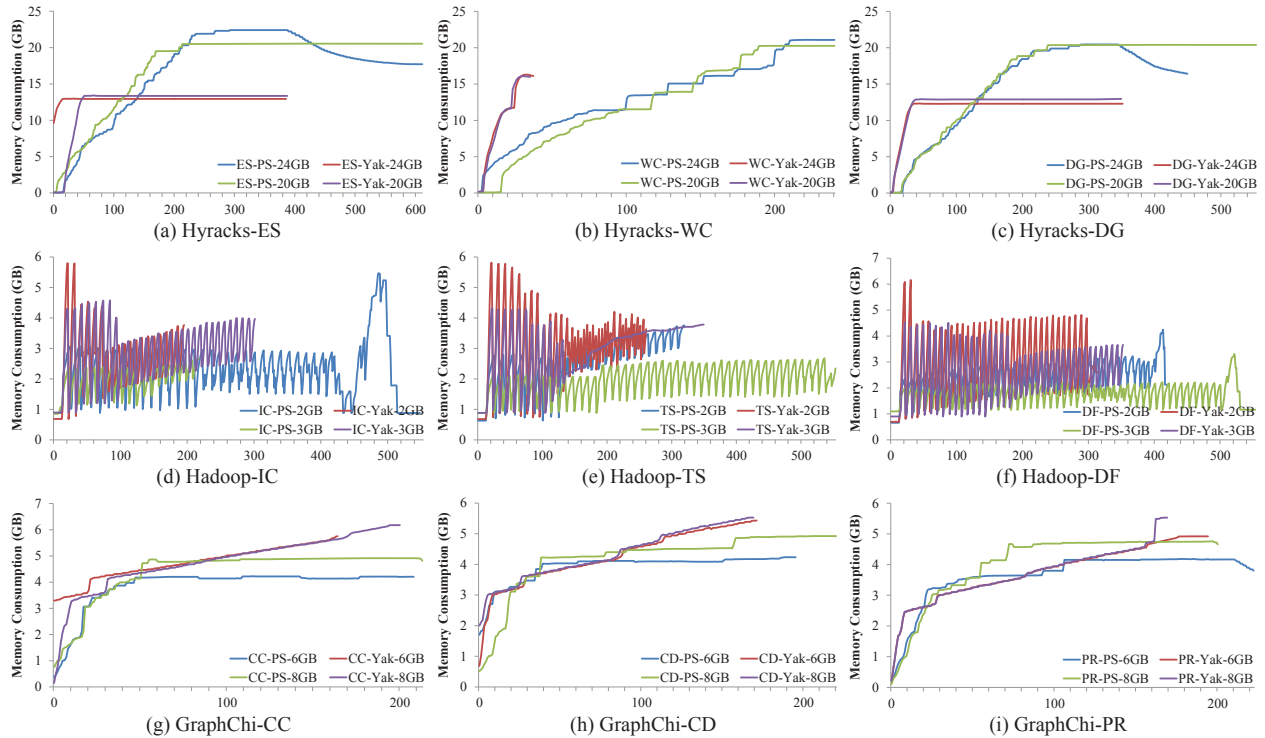 Memory Consumption (GB)
25
20
15
10
5
0
0 100 200 300 400 500 600
ES-PS-24GB ES-Yak-24GB
ES-PS-20GB ES-Yak-20GB
(a) Hyracks-ES
Memory Consumption (GB)
25
20
15
10
5
0
0 100 200
WC-PS-24GB WC-Yak-24GB
WC-PS-20GB WC-Yak-20GB
(b) Hyracks-WC
Memory Consumption (GB)
25
20
15
10
5
0
0 100 200 300 400 500
DG-PS-24GB DG-Yak-24GB
DG-PS-20GB DG-Yak-20GB
(c) Hyracks-DG
Memory Consumption (GB)
6
5
4
3
2
1
0
0 100 200 300 400 500
IC-PS-2GB IC-Yak-2GB
IC-PS-3GB IC-Yak-3GB
(d) Hadoop-IC
Memory Consumption (GB)
6
5
4
3
2
1
0
0 100 200 300 400 500
TS-PS-2GB TS-Yak-2GB
TS-PS-3GB TS-Yak-3GB
(e) Hadoop-TS
Memory Consumption (GB)
7
6
5
4
3
2
1
0
0 100 200 300 400 500
DF-PS-2GB DF-Yak-2GB
DF-PS-3GB DF-Yak-3GB
(f) Hadoop-DF
Memory Consumption (GB)
7
6
5
4
3
2
1
0
0 100 200
CC-PS-6GB CC-Yak-6GB
CC-PS-8GB CC-Yak-8GB
(g) GraphChi-CC
Memory Consumption (GB)
6
5
4
3
2
1
0
0 100 200
CD-PS-6GB CD-Yak-6GB
CD-PS-8GB CD-Yak-8GB
(h) GraphChi-CD
Memory Consumption (GB)
6
5
4
3
2
1
0
0 100 200
PR-PS-6GB PR-Yak-6GB
PR-PS-8GB PR-Yak-8GB
(i) GraphChi-PR